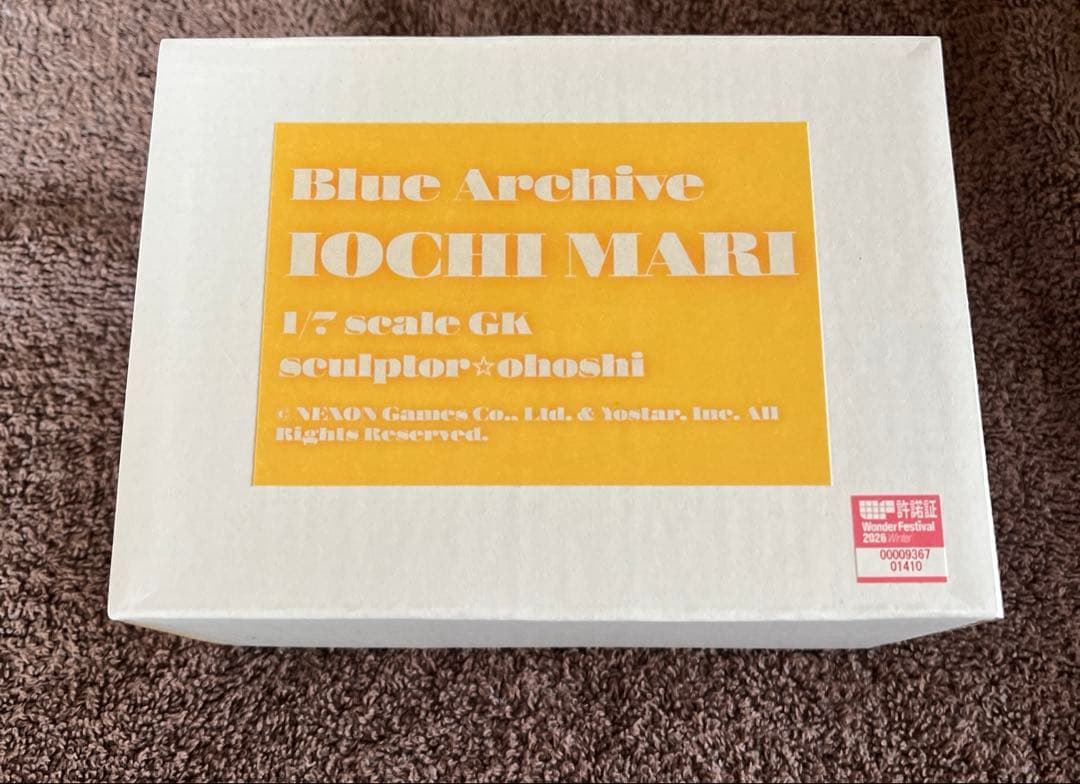 Blue Archive
IOCHI MARI
1/7 scale GK
sculptor☆ohoshi
© NEXON Games Co., Ltd. & Yostar, Inc. All
Rights Reserved.
WF 許諾証
Wonder Festival
2026 Winter
00009367
01410